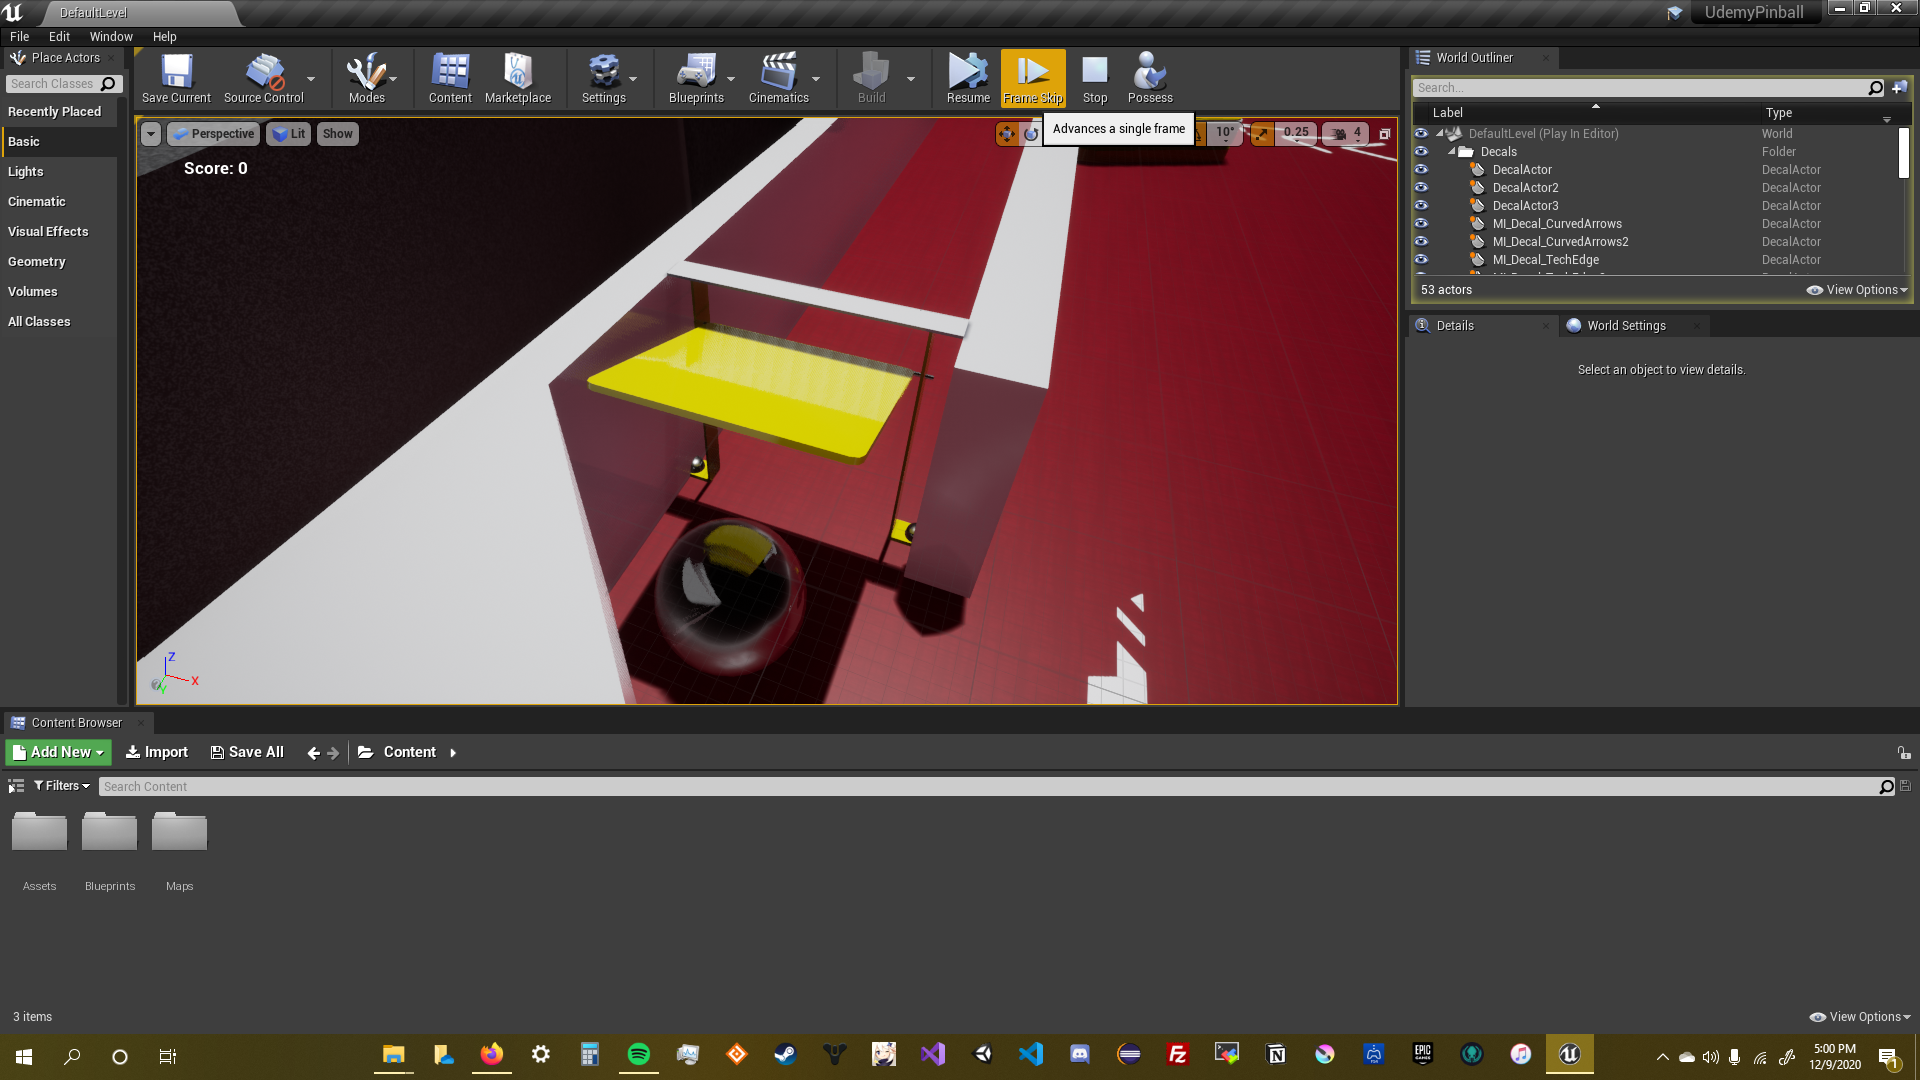 DefaultLevel
UdemyPinball
File Edit Window Help
Place Actors
Search Classes
Recently Placed
Basic
Lights
Cinematic
Visual Effects
Geometry
Volumes
All Classes
Save Current
Source Control
Modes
Content
Marketplace
Settings
Blueprints
Cinematics
Build
Resume
Frame Skip
Stop
Possess
Advances a single frame
Perspective
Lit
Show
10°
0.25
4
Score: 0
Z
X
Y
World Outliner
Search...
Label Type
DefaultLevel (Play In Editor) World
Decals Folder
DecalActor DecalActor
DecalActor2 DecalActor
DecalActor3 DecalActor
MI_Decal_CurvedArrows DecalActor
MI_Decal_CurvedArrows2 DecalActor
MI_Decal_TechEdge DecalActor
53 actors
View Options
Details
World Settings
Select an object to view details.
Content Browser
Add New
Import
Save All
Content
Filters
Search Content
Assets
Blueprints
Maps
3 items
View Options
EPIC GAMES
5:00 PM
12/9/2020
1